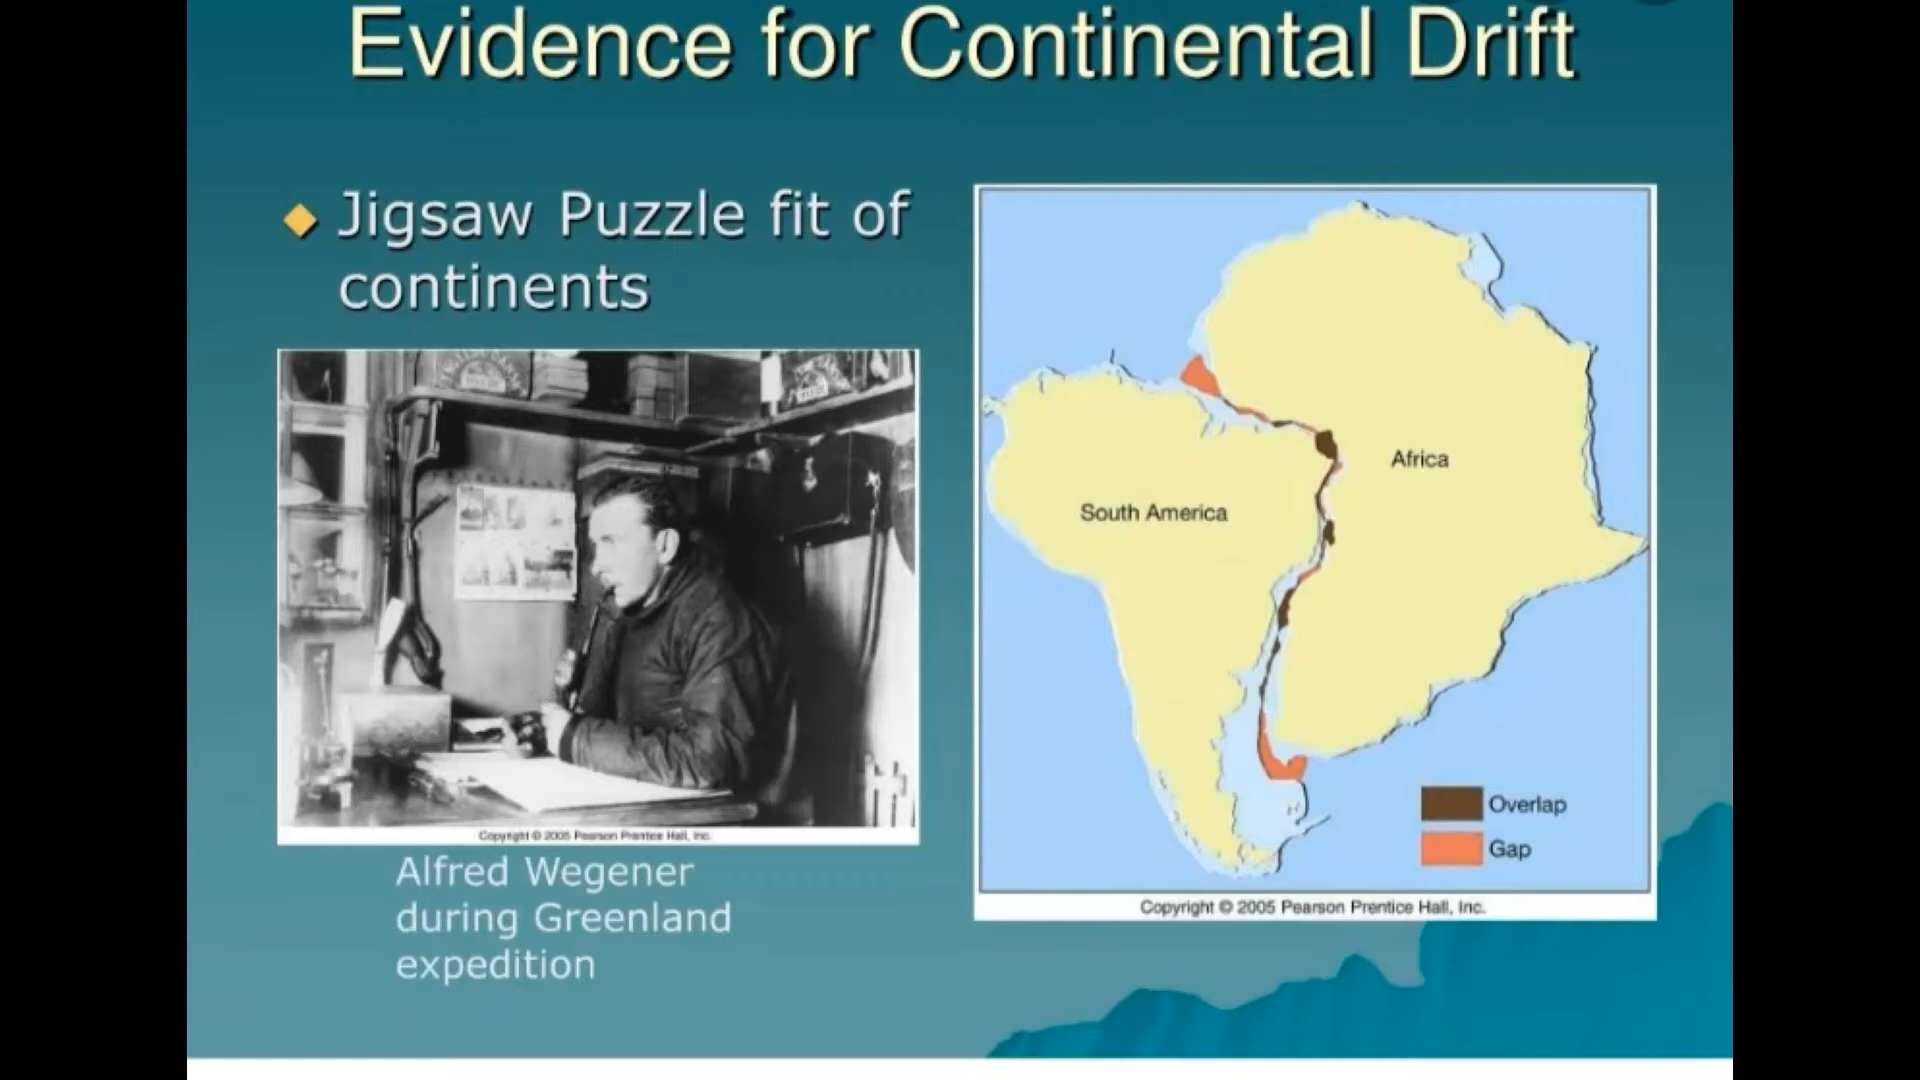 Evidence for Continental Drift
Jigsaw Puzzle fit of
continents
Copyright © 2005 Pearson Prentice Hall, Inc.
Alfred Wegener
during Greenland
expedition
Africa
South America
Overlap
Gap
Copyright © 2005 Pearson Prentice Hall, Inc.